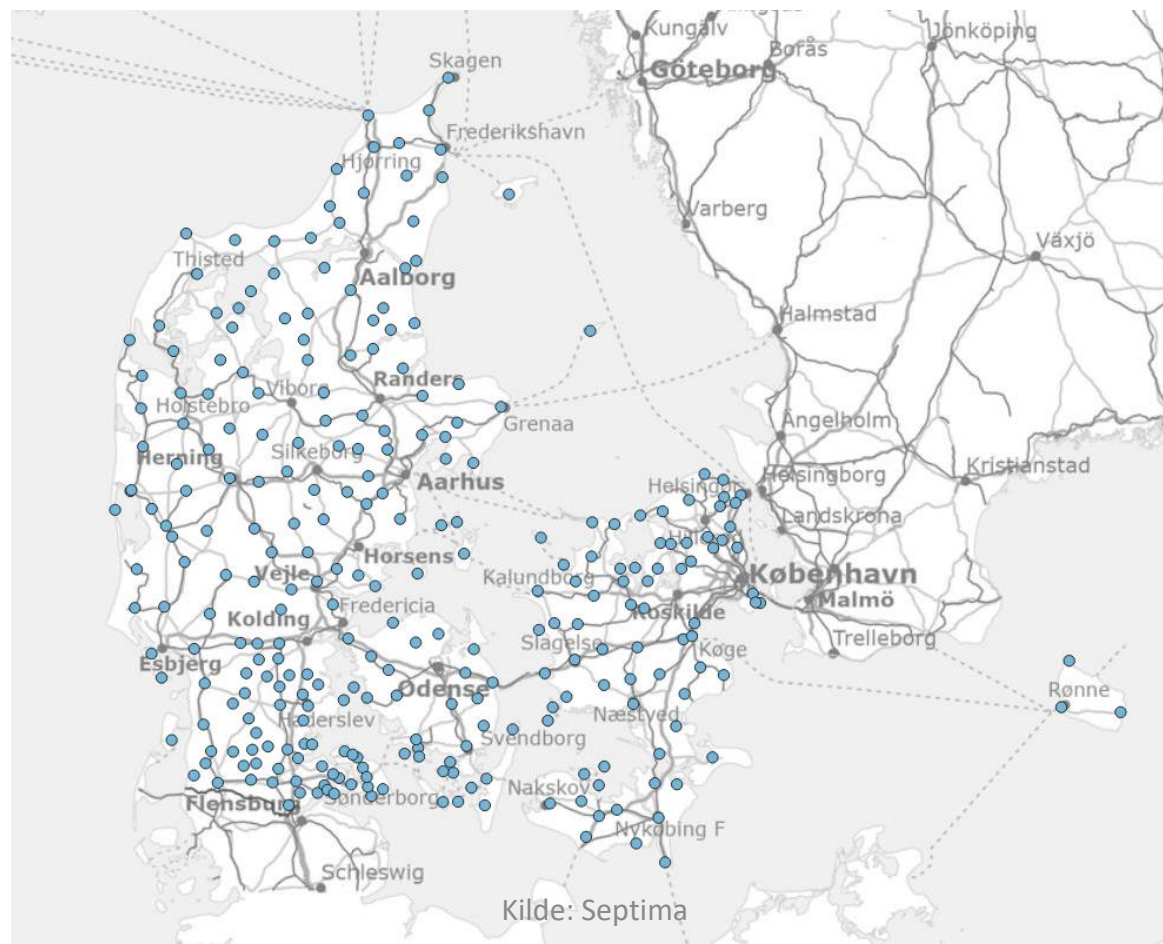 Kungälv
Borås
Jönköping
Göteborg
Skagen
Frederikshavn
Hjørring
Varberg
Växjö
Thisted
Aalborg
Halmstad
Randers
Viborg
Holstebro
Grenaa
Ängelholm
Herning
Silkeborg
Aarhus
Kristianstad
Helsingborg
Landskrona
Horsens
Vejle
Kalundborg
København
Malmö
Fredericia
Kolding
Roskilde
Slagelse
Køge
Trelleborg
Esbjerg
Odense
Rønne
Haderslev
Næstved
Svendborg
Nakskov
Flensburg
Sønderborg
Nykøbing F
Schleswig
Kilde: Septima